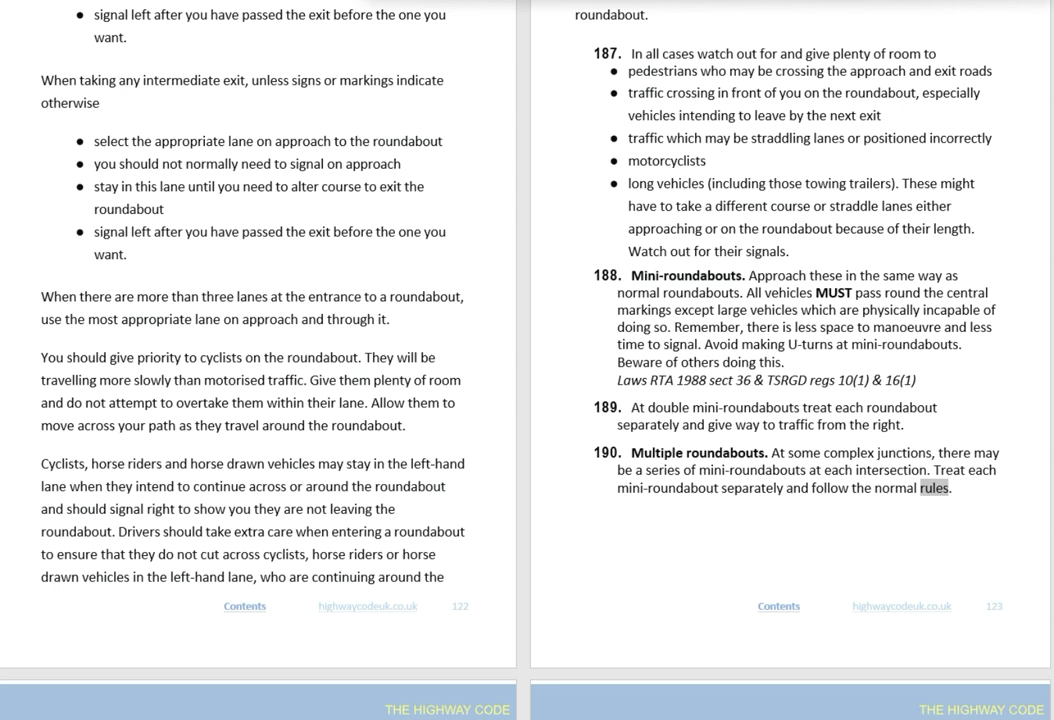 ● signal left after you have passed the exit before the one you
want.
When taking any intermediate exit, unless signs or markings indicate
otherwise
● select the appropriate lane on approach to the roundabout
● you should not normally need to signal on approach
● stay in this lane until you need to alter course to exit the
roundabout
● signal left after you have passed the exit before the one you
want.
When there are more than three lanes at the entrance to a roundabout,
use the most appropriate lane on approach and through it.
You should give priority to cyclists on the roundabout. They will be
travelling more slowly than motorised traffic. Give them plenty of room
and do not attempt to overtake them within their lane. Allow them to
move across your path as they travel around the roundabout.
Cyclists, horse riders and horse drawn vehicles may stay in the left-hand
lane when they intend to continue across or around the roundabout
and should signal right to show you they are not leaving the
roundabout. Drivers should take extra care when entering a roundabout
to ensure that they do not cut across cyclists, horse riders or horse
drawn vehicles in the left-hand lane, who are continuing around the
Contents highwaycodeuk.co.uk 122
THE HIGHWAY CODE
roundabout.
187. In all cases watch out for and give plenty of room to
● pedestrians who may be crossing the approach and exit roads
● traffic crossing in front of you on the roundabout, especially
vehicles intending to leave by the next exit
● traffic which may be straddling lanes or positioned incorrectly
● motorcyclists
● long vehicles (including those towing trailers). These might
have to take a different course or straddle lanes either
approaching or on the roundabout because of their length.
Watch out for their signals.
188. Mini-roundabouts. Approach these in the same way as
normal roundabouts. All vehicles MUST pass round the central
markings except large vehicles which are physically incapable of
doing so. Remember, there is less space to manoeuvre and less
time to signal. Avoid making U-turns at mini-roundabouts.
Beware of others doing this.
Laws RTA 1988 sect 36 & TSRGD regs 10(1) & 16(1)
189. At double mini-roundabouts treat each roundabout
separately and give way to traffic from the right.
190. Multiple roundabouts. At some complex junctions, there may
be a series of mini-roundabouts at each intersection. Treat each
mini-roundabout separately and follow the normal rules.
Contents highwaycodeuk.co.uk 123
THE HIGHWAY CODE